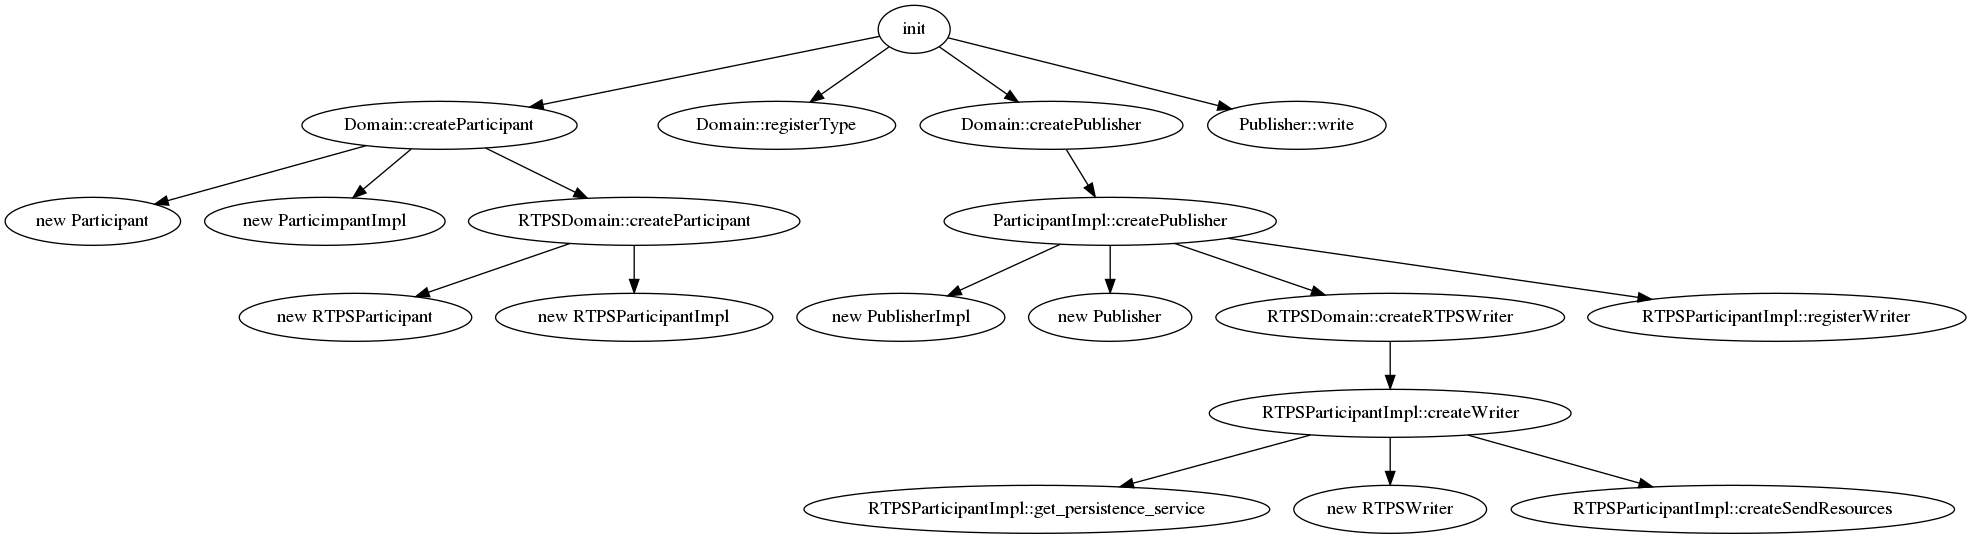 init
Domain::createParticipant
Domain::registerType
Domain::createPublisher
Publisher::write
new Participant
new ParticimpantImpl
RTPSDomain::createParticipant
ParticipantImpl::createPublisher
new RTPSParticipant
new RTPSParticipantImpl
new PublisherImpl
new Publisher
RTPSDomain::createRTPSWriter
RTPSParticipantImpl::registerWriter
RTPSParticipantImpl::createWriter
RTPSParticipantImpl::get_persistence_service
new RTPSWriter
RTPSParticipantImpl::createSendResources